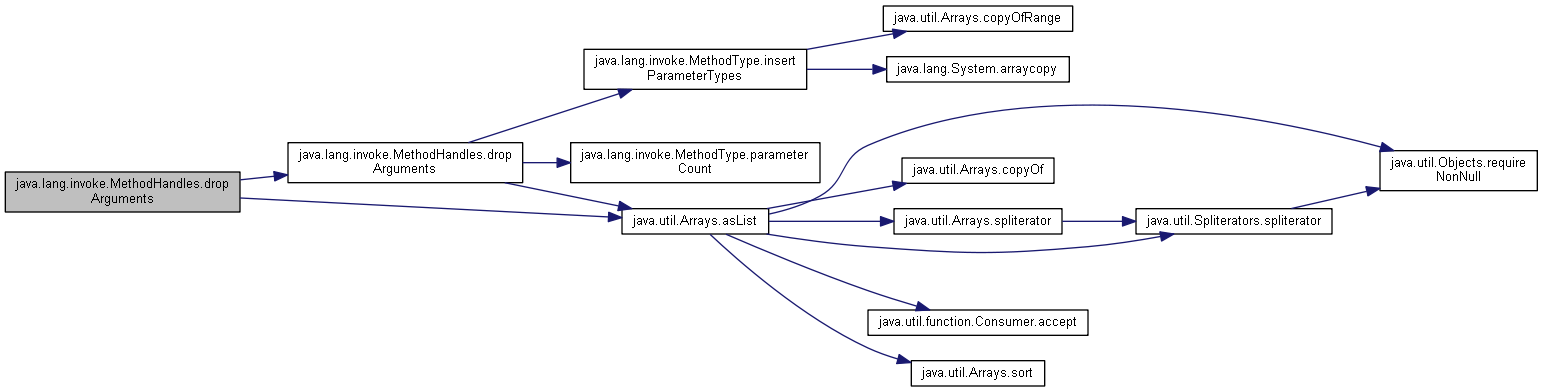 java.lang.invoke.MethodHandles.drop
Arguments
java.lang.invoke.MethodHandles.drop
Arguments
java.lang.invoke.MethodType.insert
ParameterTypes
java.lang.invoke.MethodType.parameter
Count
java.util.Arrays.asList
java.util.Arrays.copyOfRange
java.lang.System.arraycopy
java.util.Arrays.copyOf
java.util.Arrays.spliterator
java.util.function.Consumer.accept
java.util.Arrays.sort
java.util.Spliterators.spliterator
java.util.Objects.require
NonNull